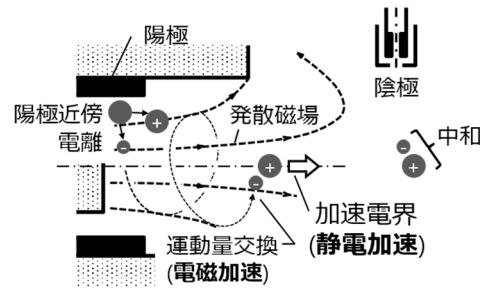 陽極
陰極
陽極近傍
電離
発散磁場
中和
加速電界
(静電加速)
運動量交換
(電磁加速)
+
-
+
-
-
+